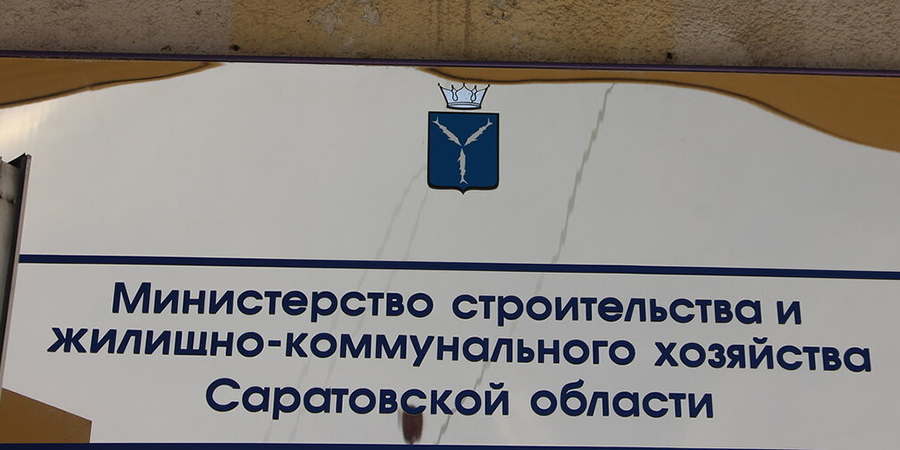 Министерство строительства и
жилищно-коммунального хозяйства
Саратовской области